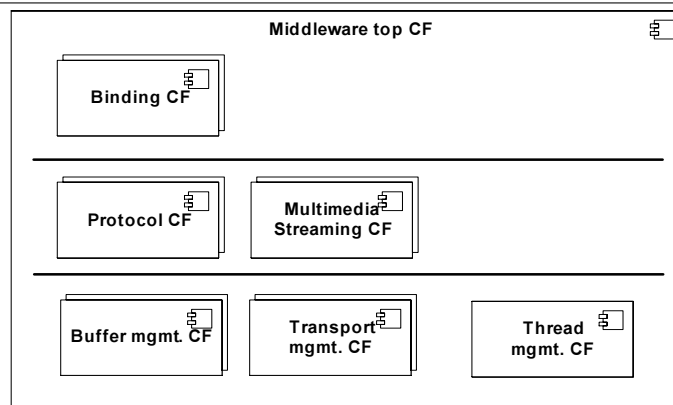 Middleware top CF
Binding CF
Protocol CF
Multimedia
Streaming CF
Buffer mgmt. CF
Transport
mgmt. CF
Thread
mgmt. CF